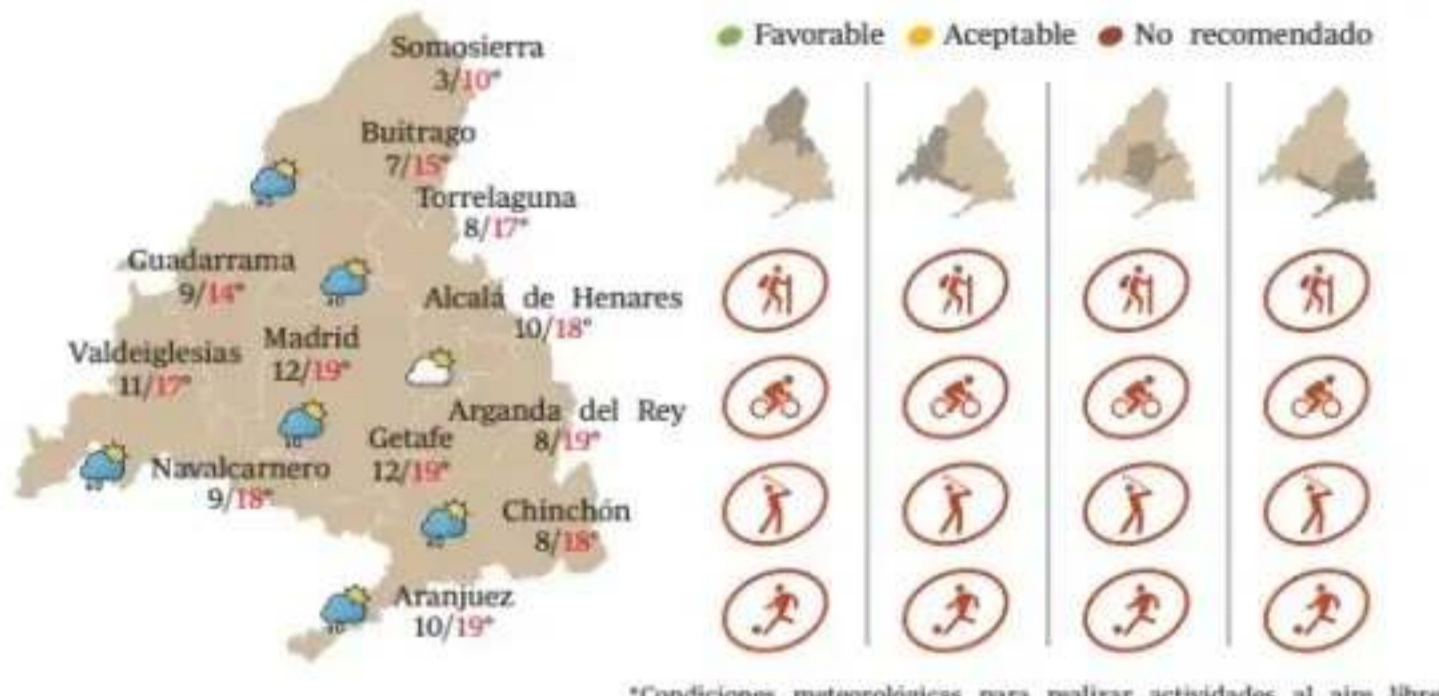 Somosierra
3/10°
Buitrago
7/15°
Torrelaguna
8/17°
Guadarrama
9/14°
Alcalá de Henares
10/18°
Madrid
12/19°
Valdeiglesias
11/17°
Arganda del Rey
8/19°
Getafe
12/19°
Navalcarnero
9/18°
Chinchón
8/18°
Aranjuez
10/19°
Favorable Aceptable No recomendado
*Condiciones meteorológicas para realizar actividades al aire libre